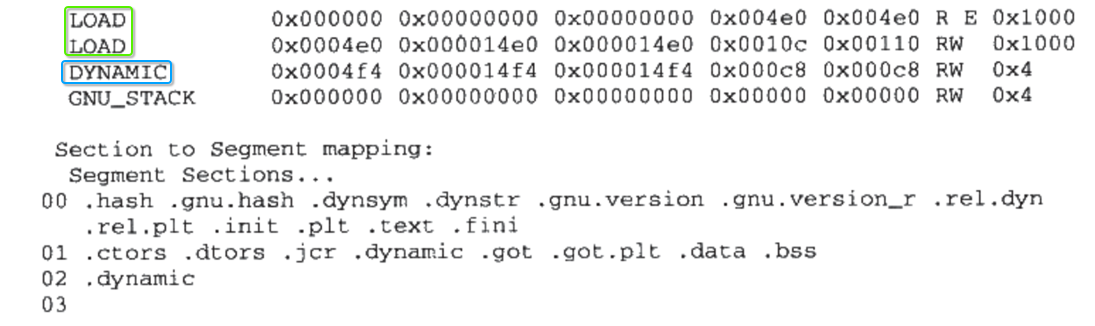 LOAD 0x000000 0x00000000 0x00000000 0x004e0 0x004e0 R E 0x1000
LOAD 0x0004e0 0x000014e0 0x000014e0 0x0010c 0x00110 RW 0x1000
DYNAMIC 0x0004f4 0x000014f4 0x000014f4 0x000c8 0x000c8 RW 0x4
GNU_STACK 0x000000 0x00000000 0x00000000 0x00000 0x00000 RW 0x4
Section to Segment mapping:
Segment Sections...
00 .hash .gnu.hash .dynsym .dynstr .gnu.version .gnu.version_r .rel.dyn
.rel.plt .init .plt .text .fini
01 .ctors .dtors .jcr .dynamic .got .got.plt .data .bss
02 .dynamic
03